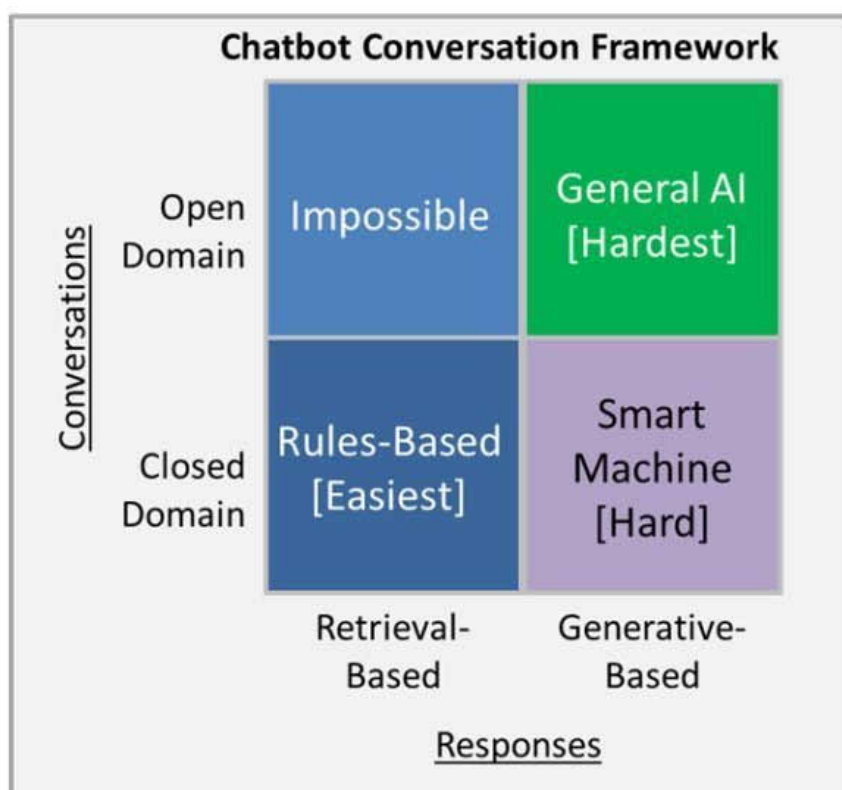 Chatbot Conversation Framework
Conversations
Open
Domain
Impossible
General AI
[Hardest]
Closed
Domain
Rules-Based
[Easiest]
Smart
Machine
[Hard]
Retrieval-
Based
Generative-
Based
Responses